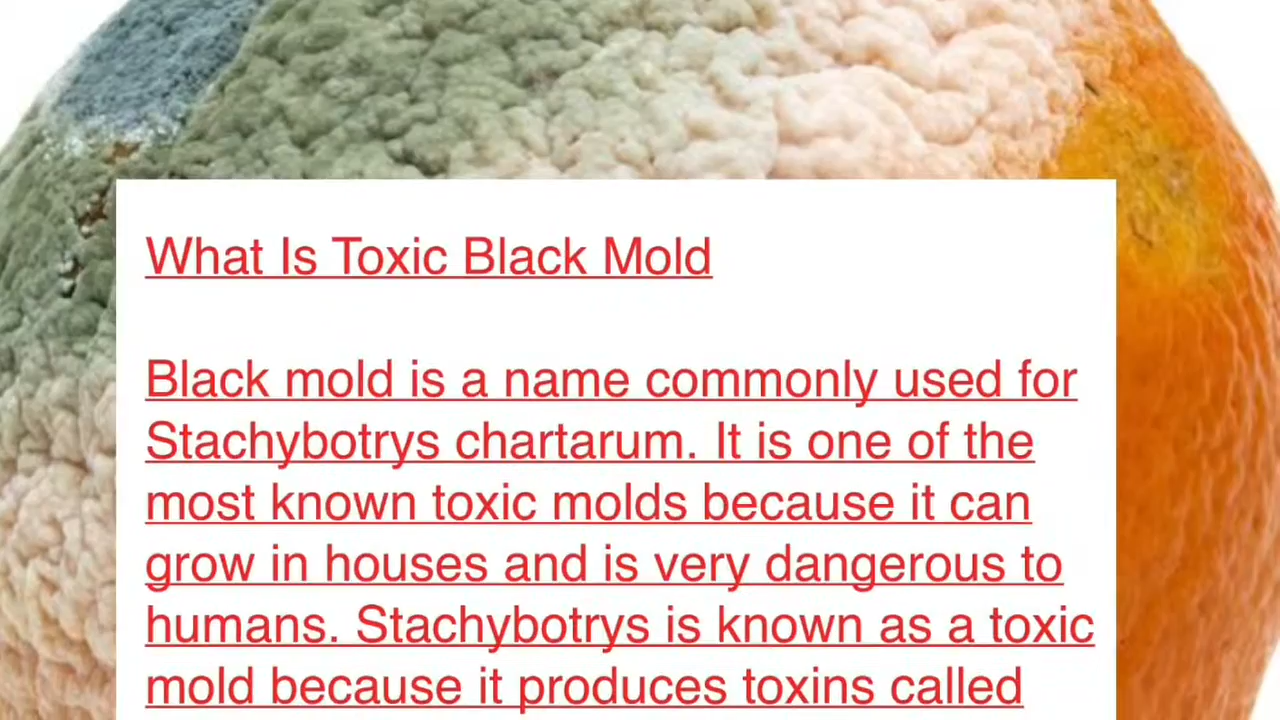 What Is Toxic Black Mold
Black mold is a name commonly used for
Stachybotrys chartarum. It is one of the
most known toxic molds because it can
grow in houses and is very dangerous to
humans. Stachybotrys is known as a toxic
mold because it produces toxins called